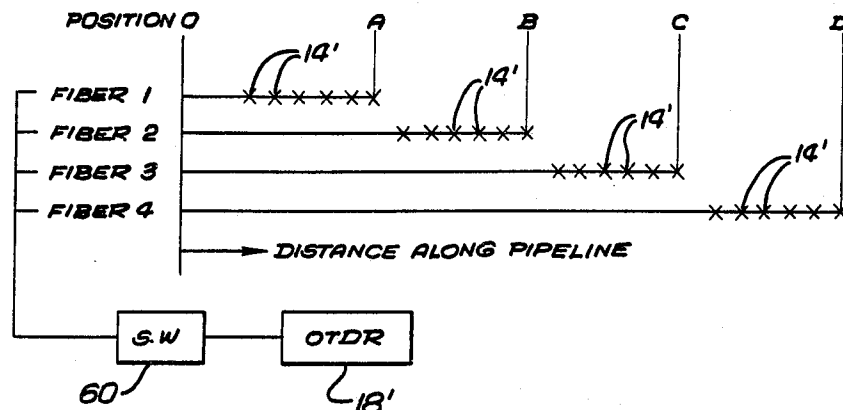 POSITION 0 A B C D
14'
FIBER 1
14'
FIBER 2
14'
FIBER 3
14'
FIBER 4
DISTANCE ALONG PIPELINE
S.W OTDR
60 18'